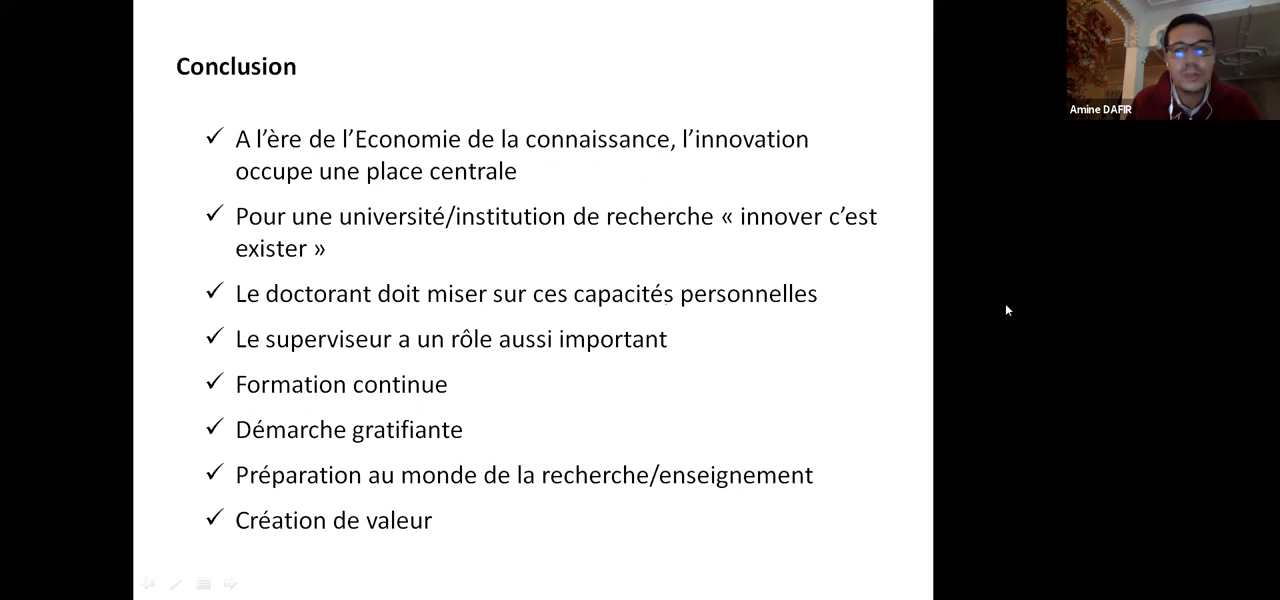 Conclusion
✓ A l’ère de l’Economie de la connaissance, l’innovation
occupe une place centrale
✓ Pour une université/institution de recherche « innover c’est
exister »
✓ Le doctorant doit miser sur ces capacités personnelles
✓ Le superviseur a un rôle aussi important
✓ Formation continue
✓ Démarche gratifiante
✓ Préparation au monde de la recherche/enseignement
✓ Création de valeur
Amine DAFIR